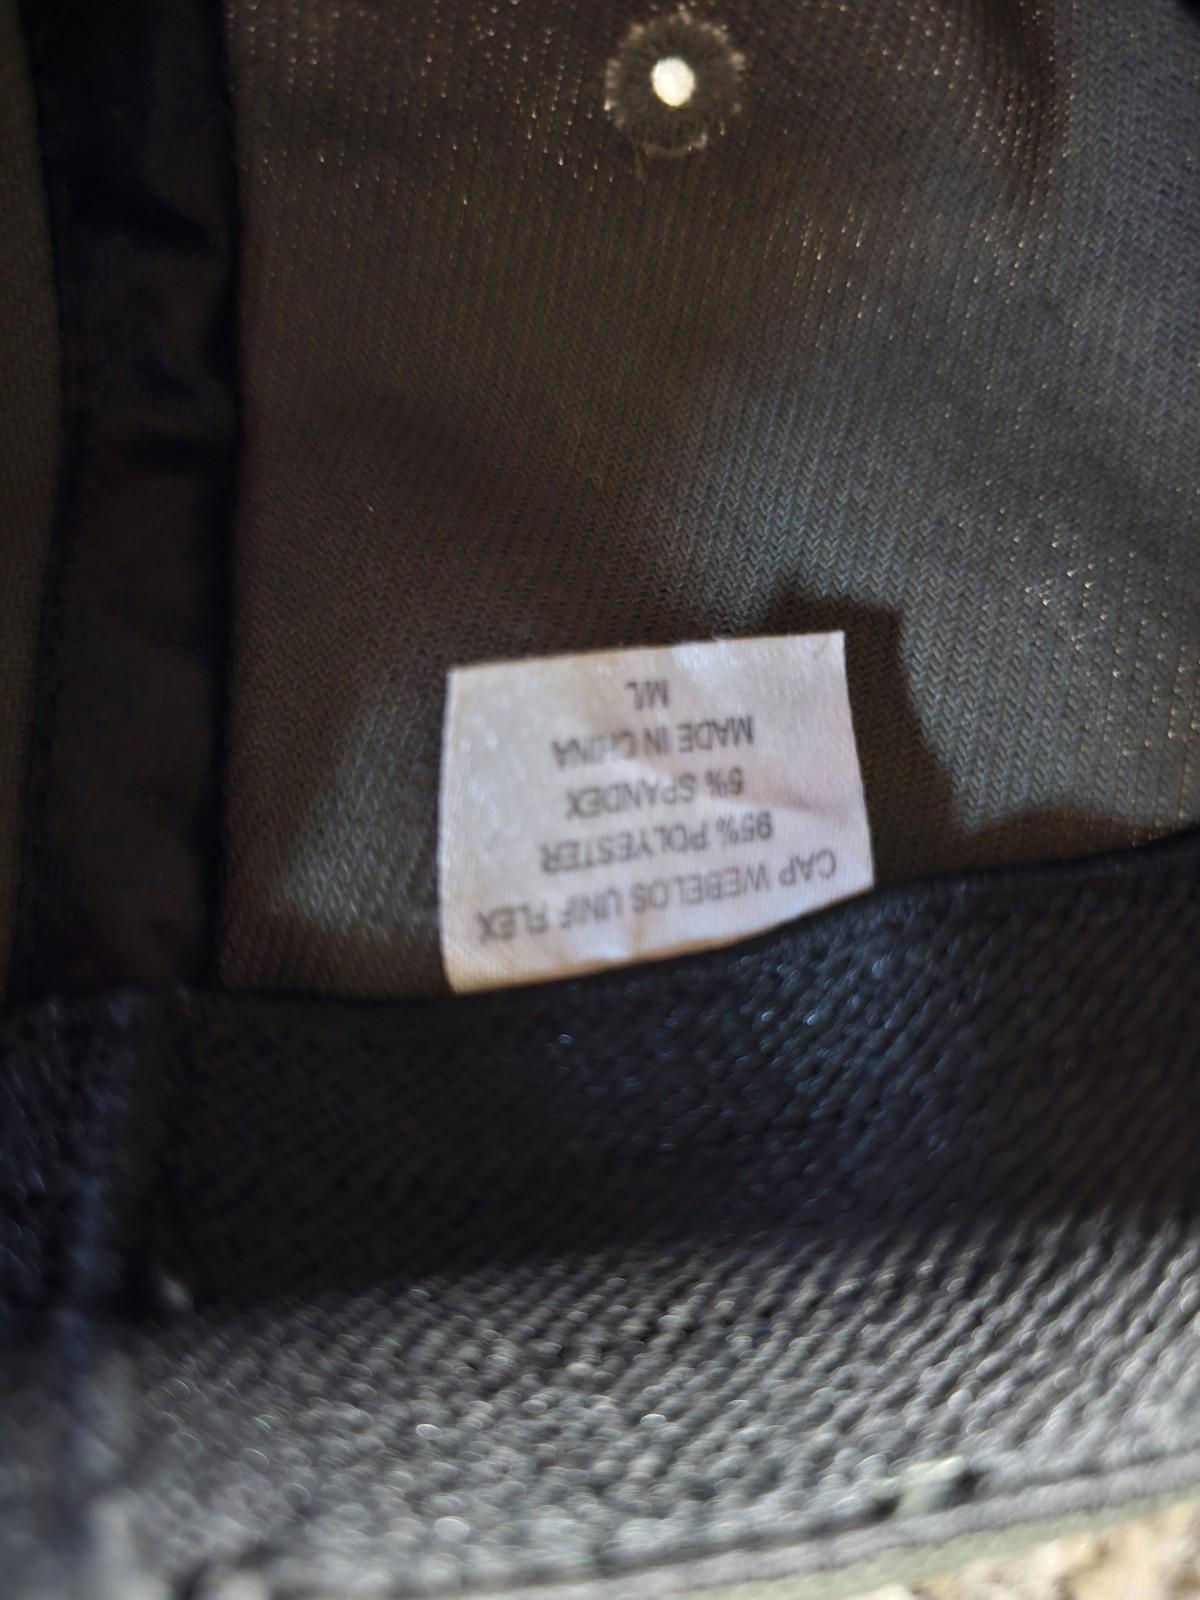 CAP WEBELOS UNIF FLEX
95% POLYESTER
5% SPANDEX
MADE IN CHINA
M/L